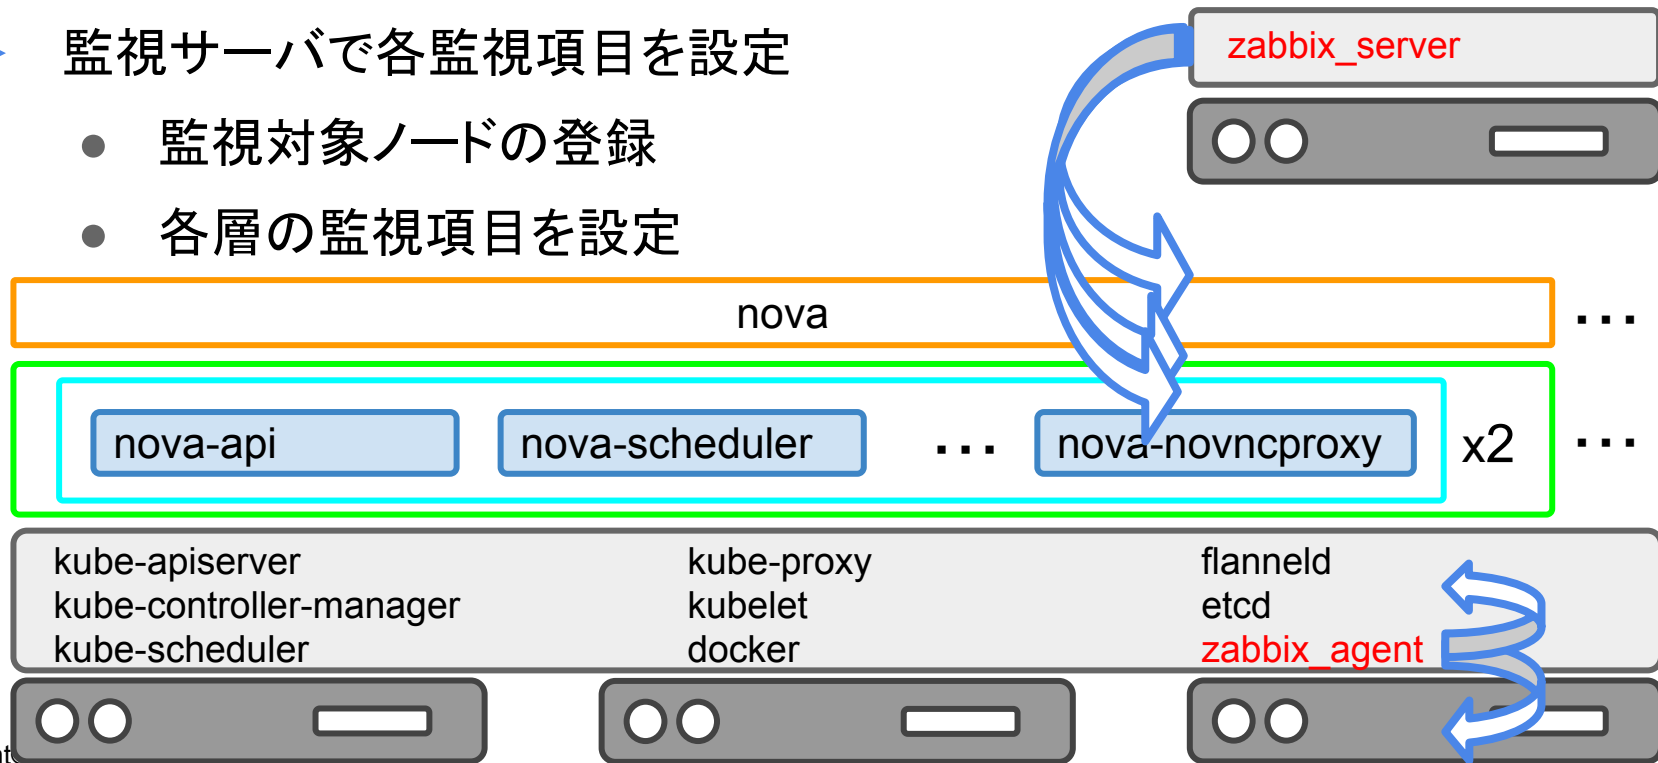 監視サーバで各監視項目を設定
● 監視対象ノードの登録
● 各層の監視項目を設定
zabbix_server
nova
...
nova-api
nova-scheduler
...
nova-novncproxy
x2
...
kube-apiserver
kube-controller-manager
kube-scheduler
kube-proxy
kubelet
docker
flanneld
etcd
zabbix_agent